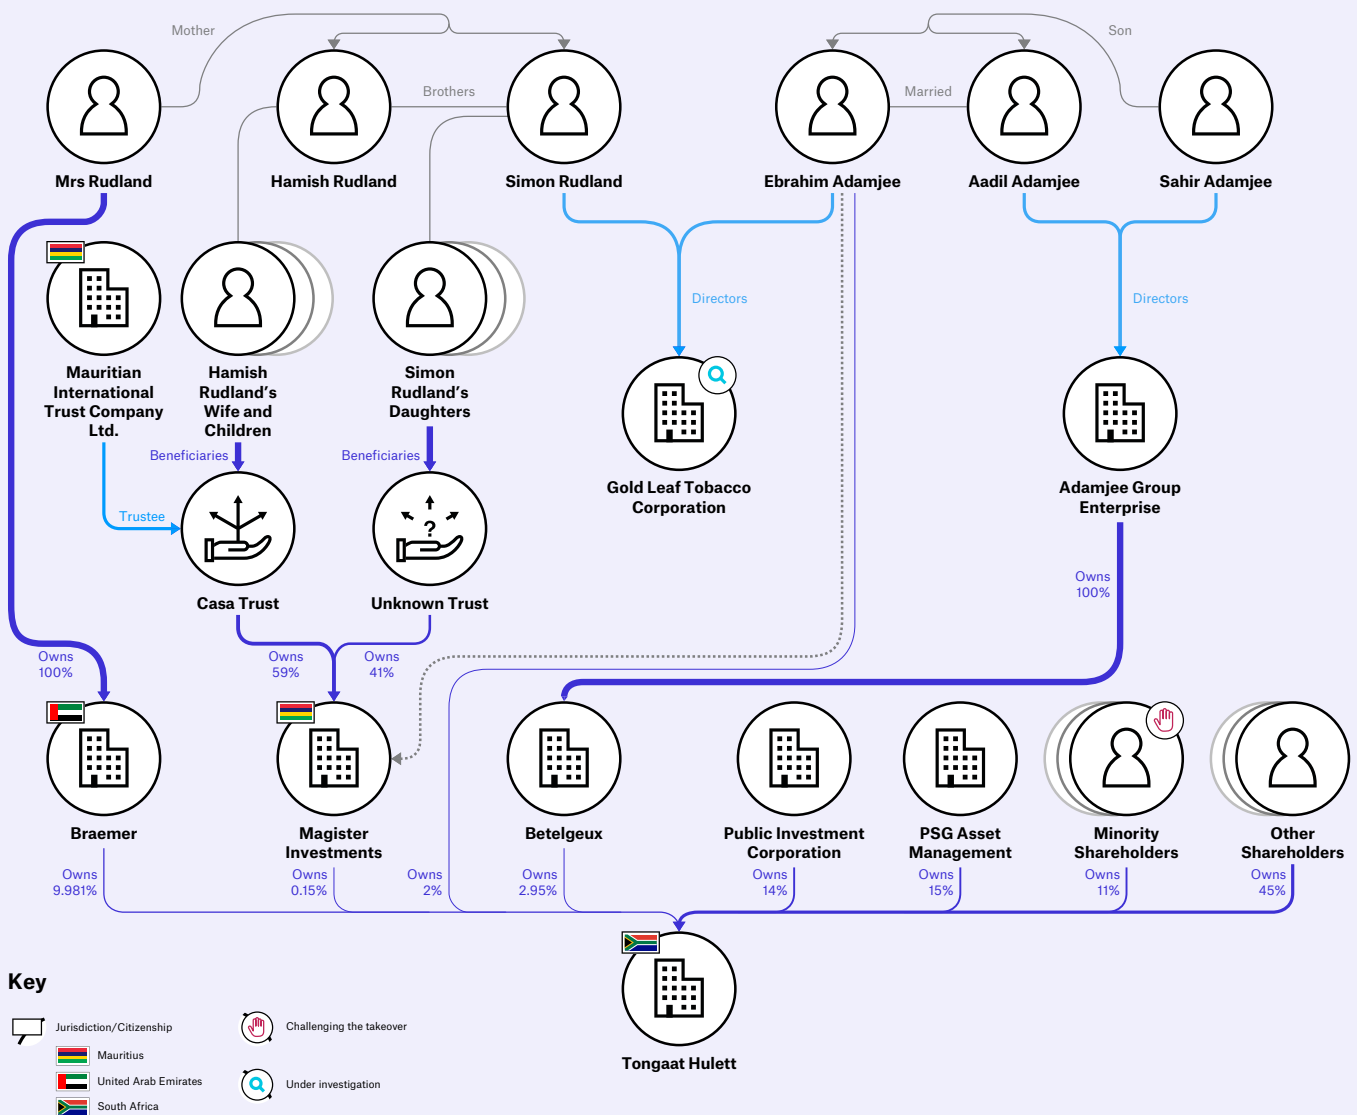 Mother
Son
Brothers
Married
Mrs Rudland
Hamish Rudland
Simon Rudland
Ebrahim Adamjee
Aadil Adamjee
Sahir Adamjee
Directors
Directors
Mauritian
International
Trust Company
Ltd.
Hamish
Rudland's
Wife and
Children
Simon
Rudland's
Daughters
Beneficiaries
Beneficiaries
Trustee
Gold Leaf Tobacco
Corporation
Adamjee Group
Enterprise
?
Casa Trust
Unknown Trust
Owns
100%
Owns
100%
Owns
59%
Owns
41%
Braemer
Magister
Investments
Betelgeux
Public Investment
Corporation
PSG Asset
Management
Minority
Shareholders
Other
Shareholders
Owns
9.981%
Owns
0.15%
Owns
2%
Owns
2.95%
Owns
14%
Owns
15%
Owns
11%
Owns
45%
Tongaat Hulett
Key
Jurisdiction/Citizenship
Mauritius
United Arab Emirates
South Africa
Challenging the takeover
Under investigation